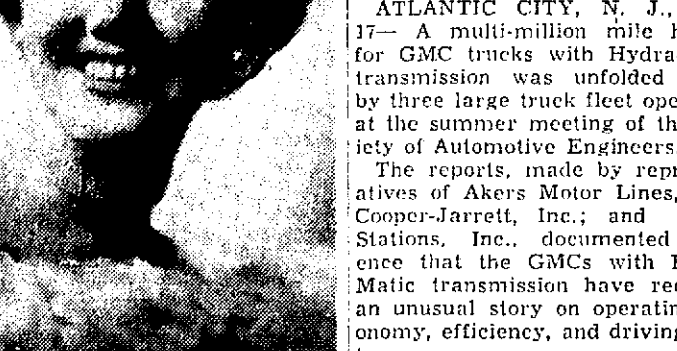 ATLANTIC CITY, N. J.,
17— A multi-million mile h
for GMC trucks with Hydra-
transmission was unfolded
by three large truck fleet ope
at the summer meeting of th
iety of Automotive Engineers.
The reports, made by repr
atives of Akers Motor Lines,
Cooper-Jarrett, Inc.; and
Stations, Inc., documented
ence that the GMCs with H
Matic transmission have rec
an unusual story on operatin
onomy, efficiency, and driving